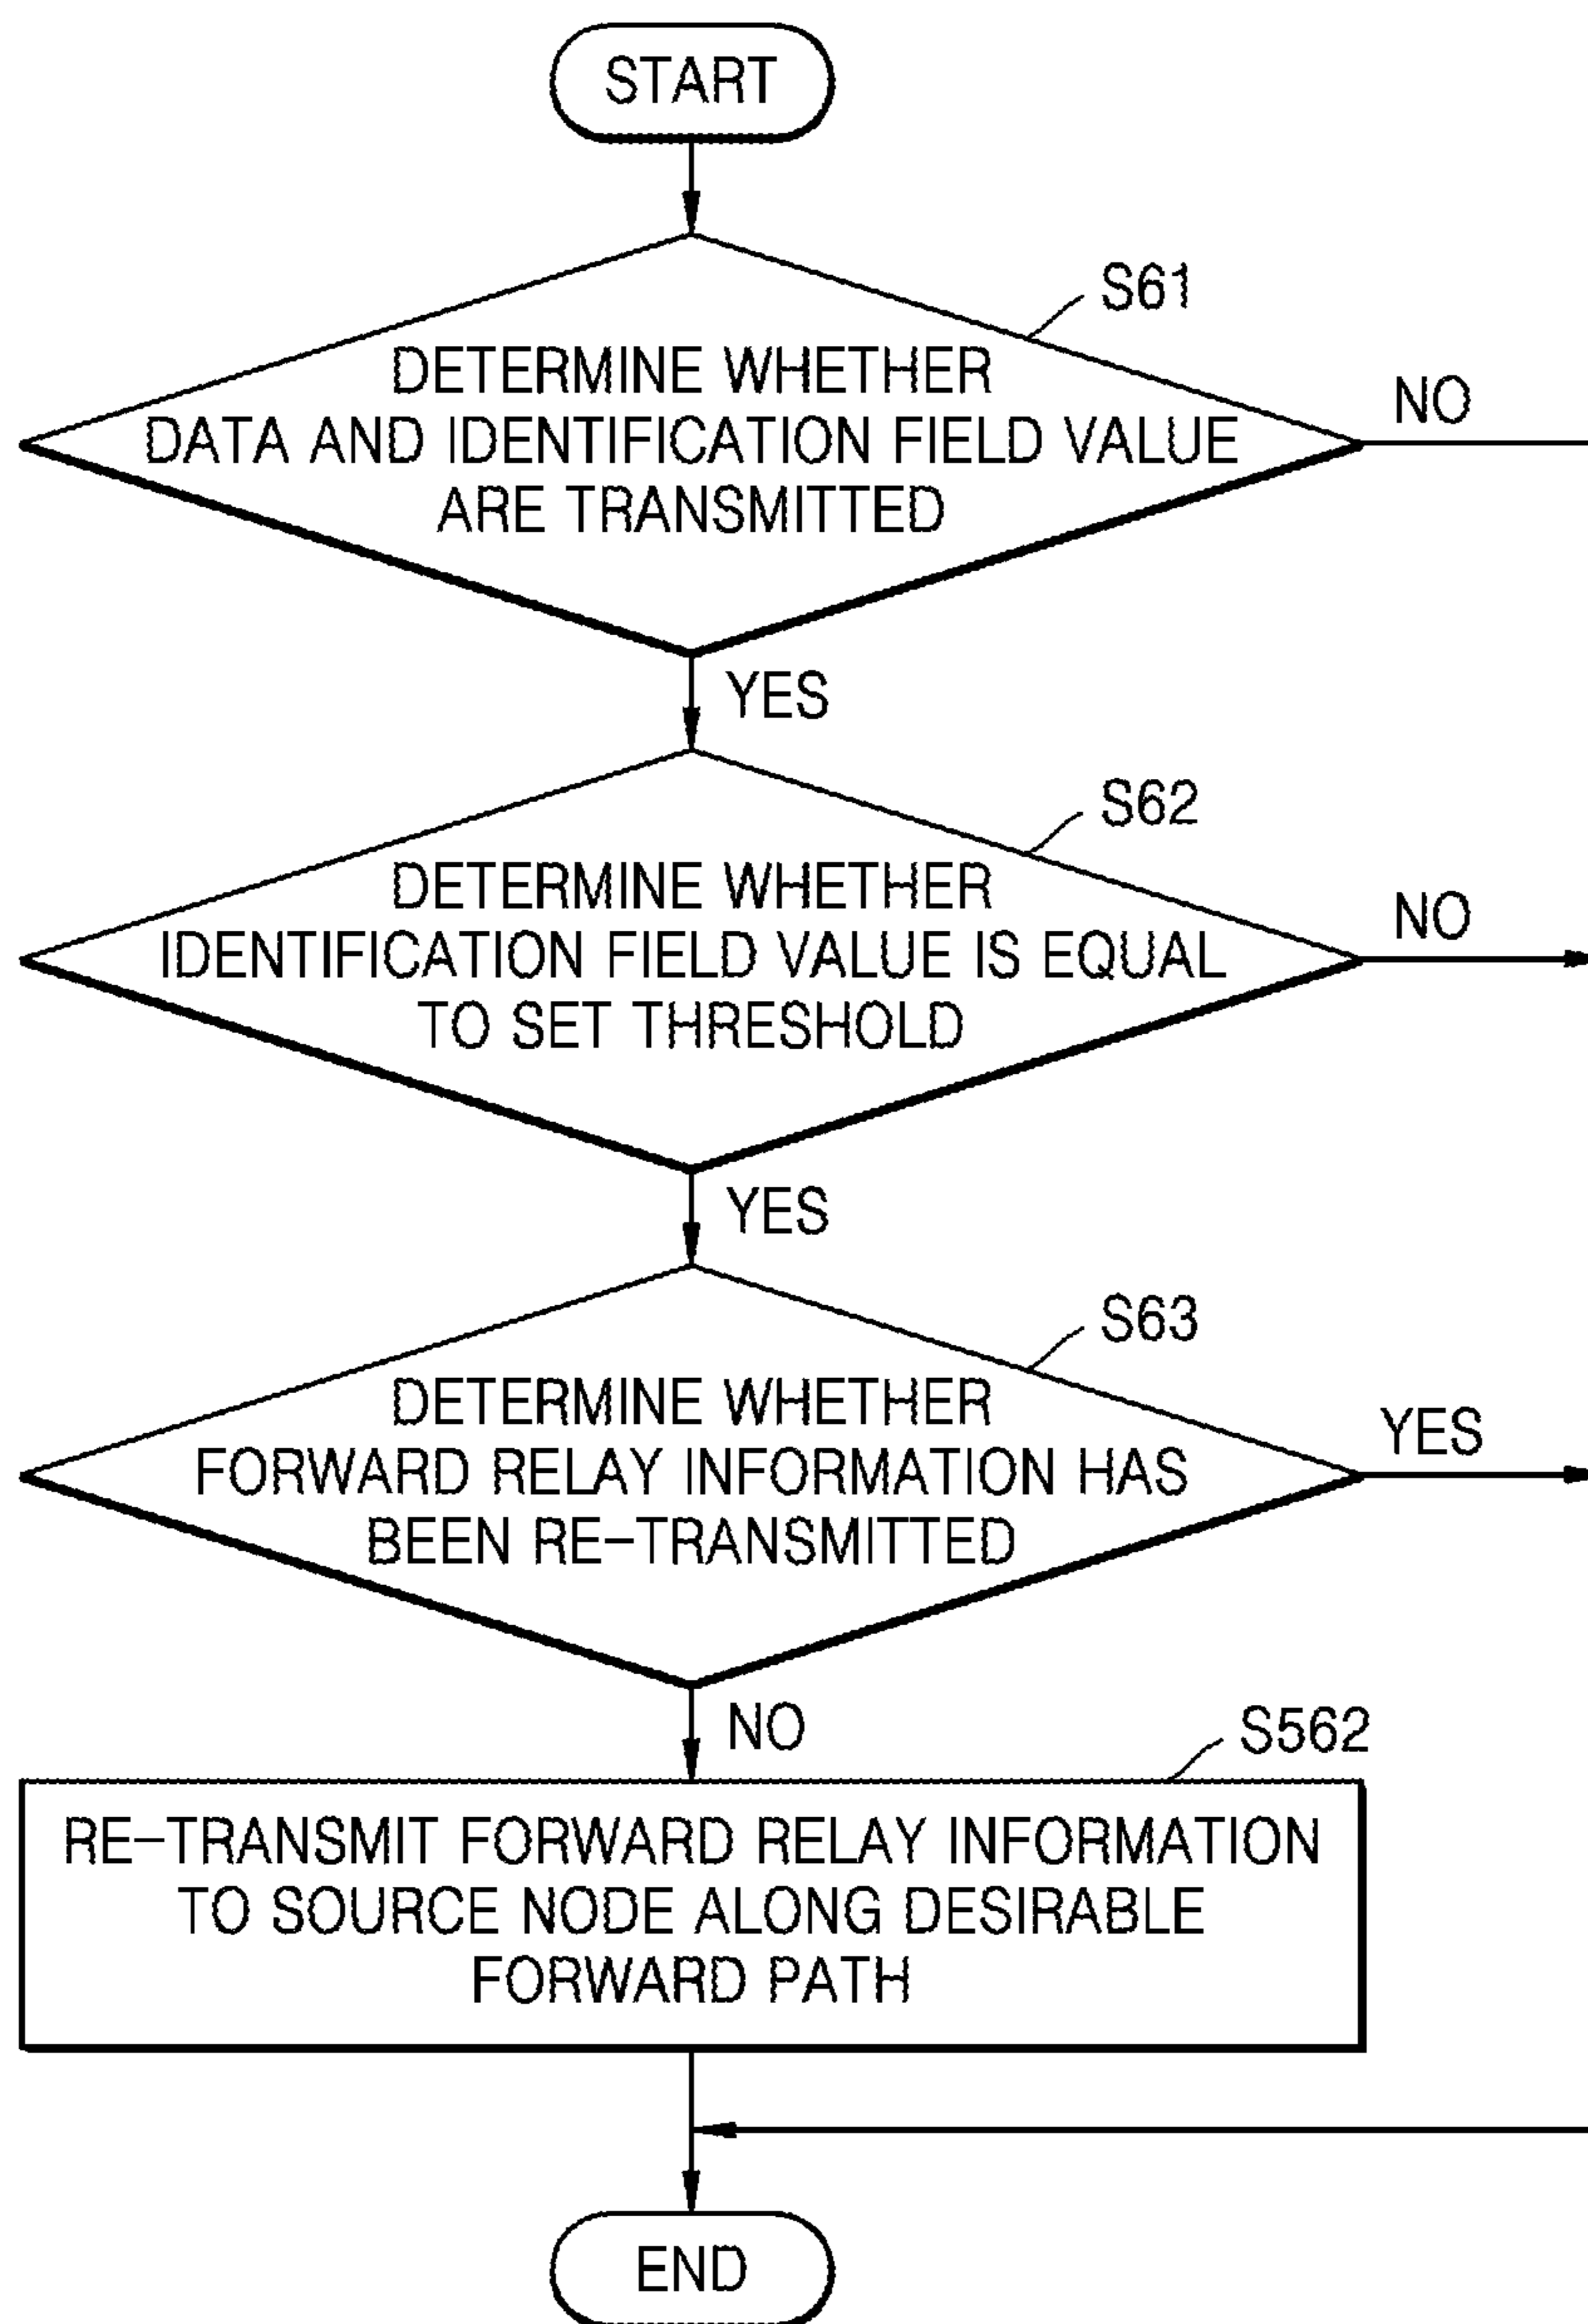 START
S61
DETERMINE WHETHER
DATA AND IDENTIFICATION FIELD VALUE
ARE TRANSMITTED
NO
YES
S62
DETERMINE WHETHER
IDENTIFICATION FIELD VALUE IS EQUAL
TO SET THRESHOLD
NO
YES
S63
DETERMINE WHETHER
FORWARD RELAY INFORMATION HAS
BEEN RE-TRANSMITTED
YES
NO
S562
RE-TRANSMIT FORWARD RELAY INFORMATION
TO SOURCE NODE ALONG DESIRABLE
FORWARD PATH
END